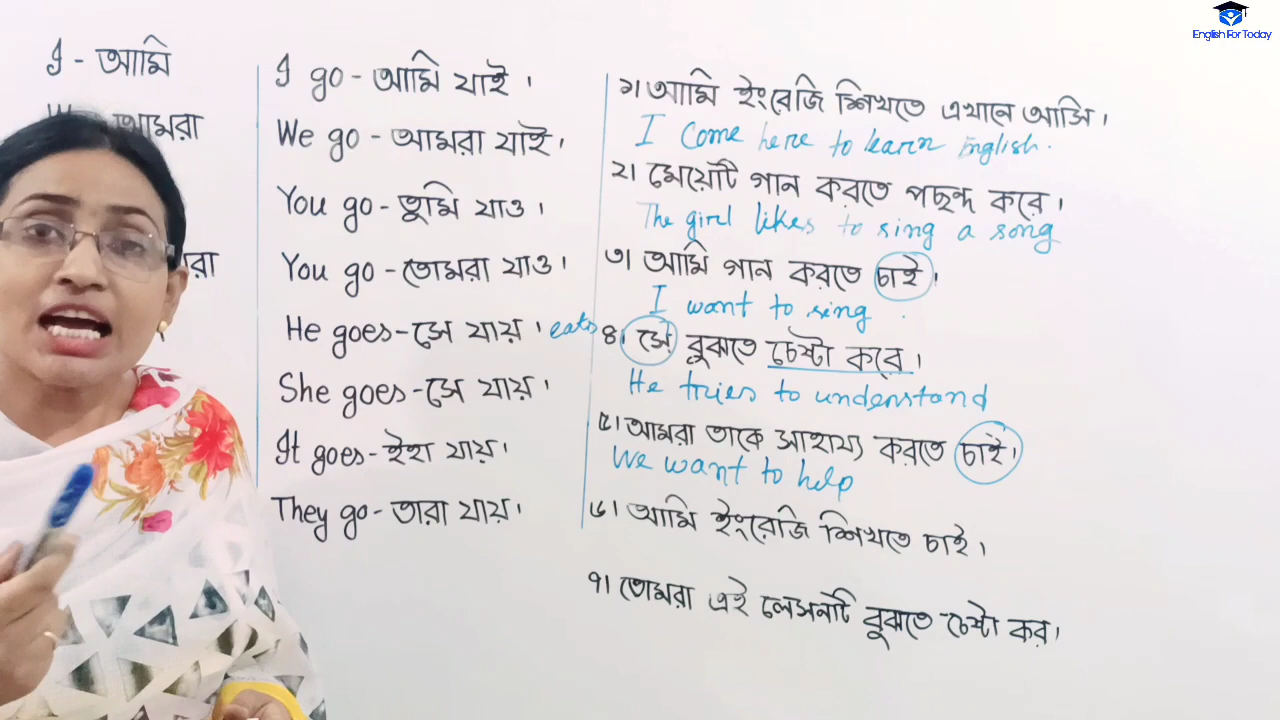 English For Today
I - আমি
আমরা
রা
I go - আমি যাই ।
We go - আমরা যাই ।
You go - তুমি যাও ।
You go - তোমরা যাও ।
He goes - সে যায় । eats
She goes - সে যায় ।
It goes - ইহা যায় ।
They go - তারা যায় ।
১। আমি ইংরেজি শিখতে এখানে আসি ।
I come here to learn English.
২। মেয়েটি গান করতে পছন্দ করে ।
The girl likes to sing a song
৩। আমি গান করতে চাই ।
I want to sing .
৪। সে বুঝতে চেষ্টা করে ।
He tries to understand
৫। আমরা তাকে সাহায্য করতে চাই ।
We want to help
৬। আমি ইংরেজি শিখতে চাই ।
৭। তোমরা এই লেসনটি বুঝতে চেষ্টা কর ।